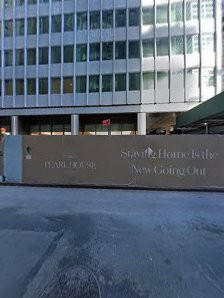 PEARL HOUSE
Staying Home Is the
New Going Out